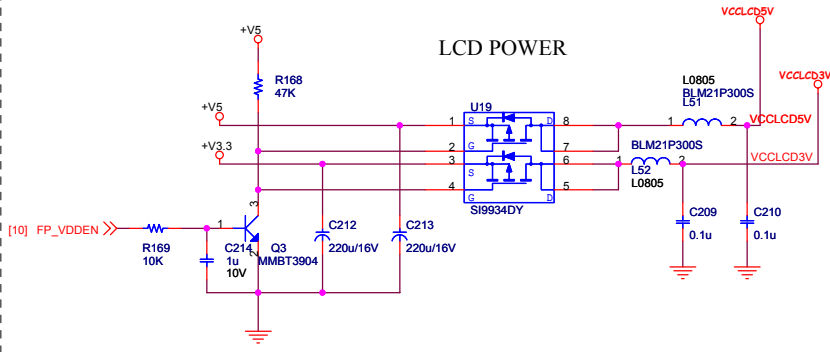 VCCLCD5V
+V5
LCD POWER
VCCLCD3V
R168
47K
L0805
BLM21P300S
L51
+V5
U19
1 S D 8
1 2 VCCLCD5V
2 G 7
BLM21P300S
+V3.3
3 S D 6
1 2 VCCLCD3V
L52
L0805
4 G D 5
SI9934DY
3
[10] FP_VDDEN
1
R169
10K
C214
1u
10V
Q3
2
MMBT3904
C212
220u/16V
C213
220u/16V
C209
0.1u
C210
0.1u